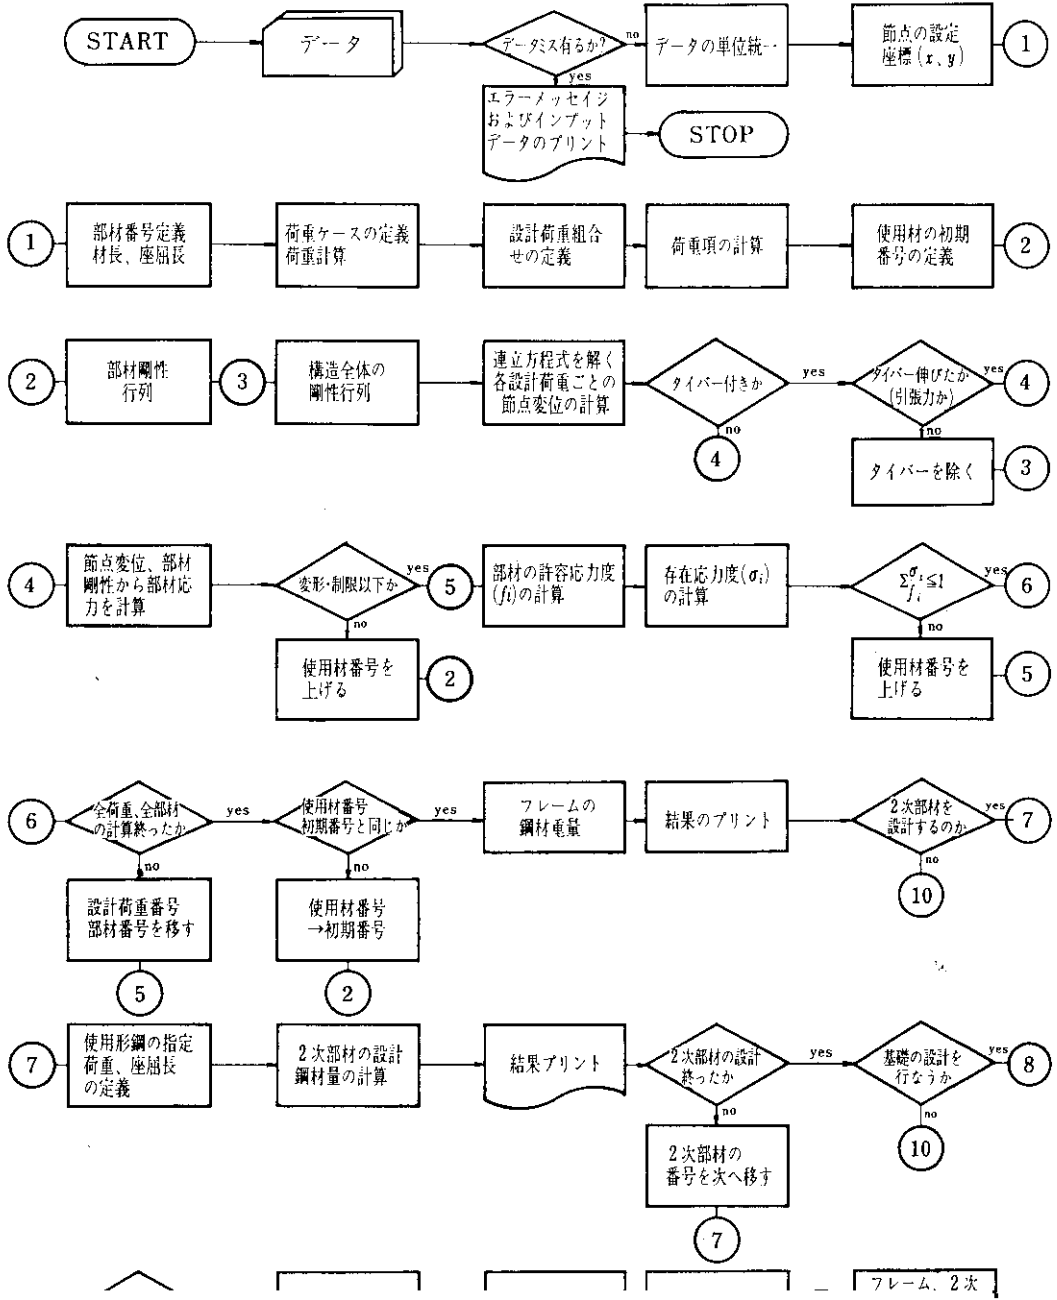 START
データ
データミス有るか?
no
データの単位統一
節点の設定
座標(x、y)
1
yes
エラーメッセイジ
およびインプット
データのプリント
STOP
1
部材番号定義
材長、座屈長
荷重ケースの定義
荷重計算
設計荷重組合
せの定義
荷重項の計算
使用材の初期
番号の定義
2
2
部材剛性
行列
3
構造全体の
剛性行列
連立方程式を解く
各設計荷重ごとの
節点変位の計算
タイバー付きか
yes
タイバー伸びたか
(引張力か)
yes
4
no
4
no
タイバーを除く
3
4
節点変位、部材
剛性から部材応
力を計算
変形・制限以下か
yes
5
部材の許容応力度
(fi)の計算
存在応力度(σi)
の計算
Σσi/fi≦1
yes
6
no
使用材番号を
上げる
2
no
使用材番号を
上げる
5
6
全荷重、全部材
の計算終ったか
yes
使用材番号
初期番号と同じか
yes
フレームの
鋼材重量
結果のプリント
2次部材を
設計するのか
yes
7
no
設計荷重番号
部材番号を移す
5
no
使用材番号
→初期番号
2
no
10
7
使用形鋼の指定
荷重、座屈長
の定義
2次部材の設計
鋼材量の計算
結果プリント
2次部材の設計
終ったか
yes
基礎の設計を
行なうか
yes
8
no
2次部材の
番号を次へ移す
7
no
10
フレーム、2次